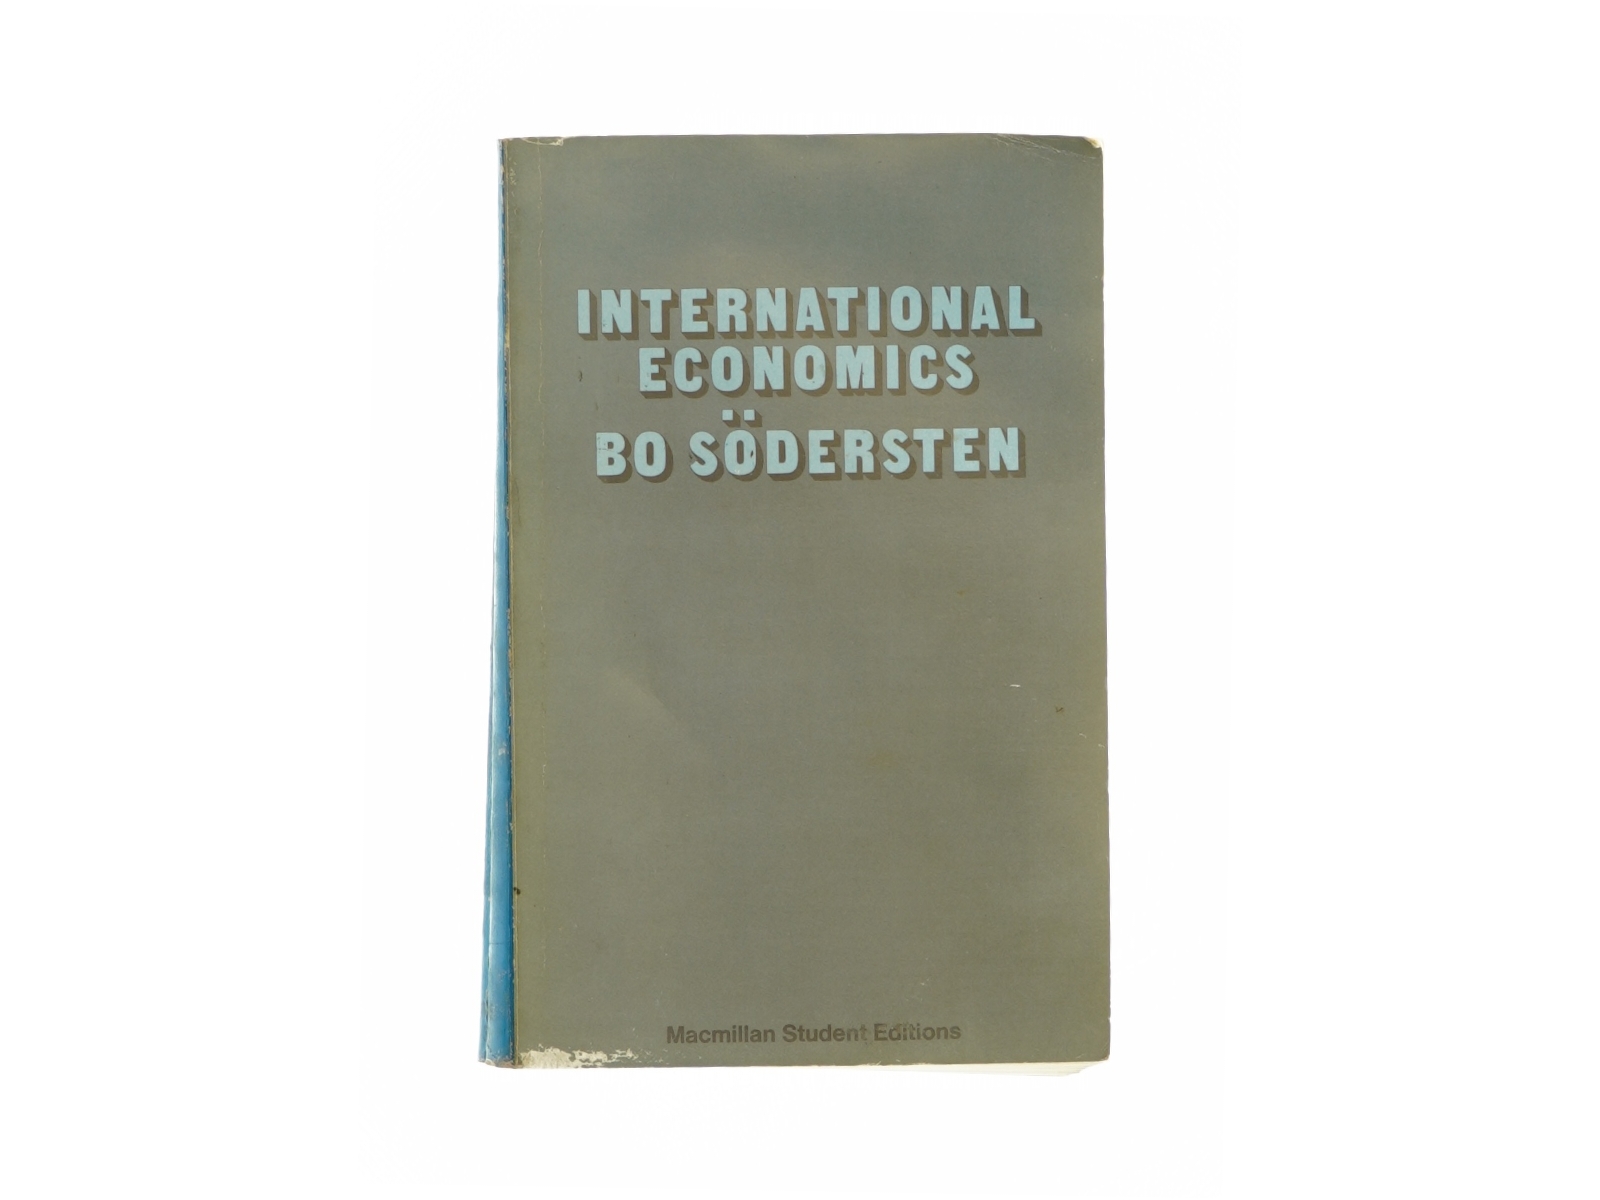 INTERNATIONAL
ECONOMICS
BO SÖDERSTEN
Macmillan Student Editions